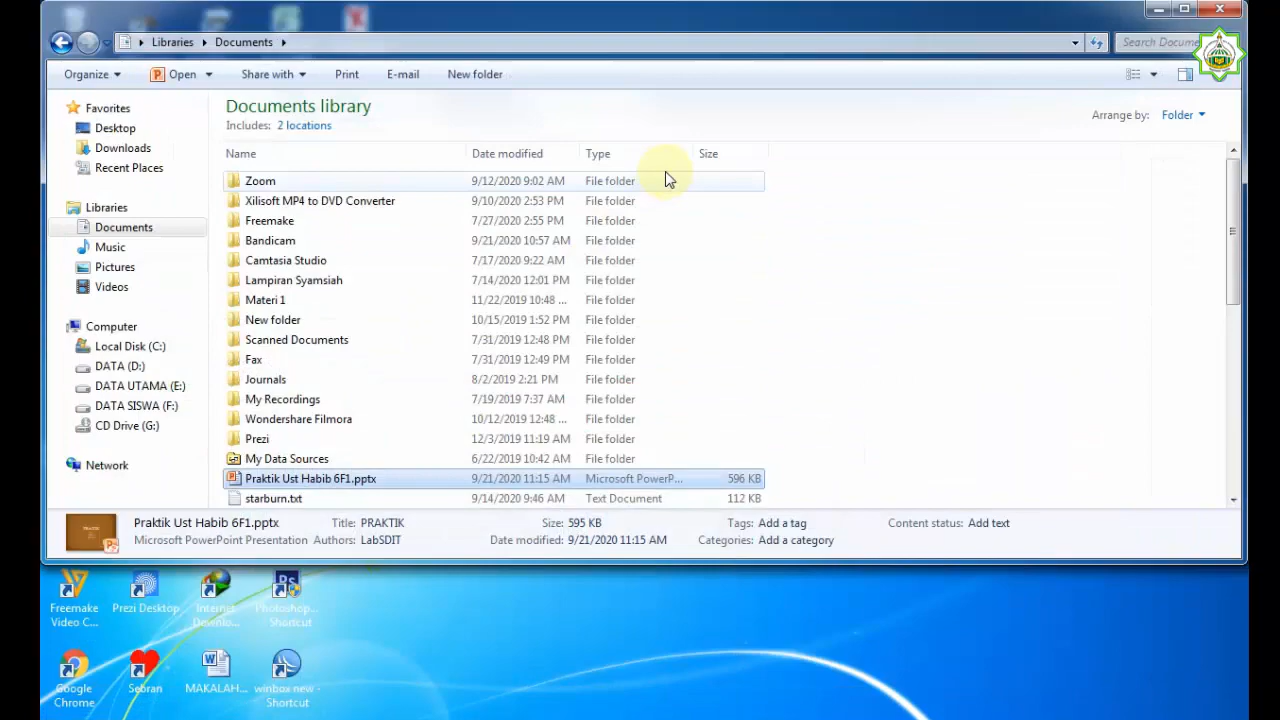 Libraries Documents
Search Docume
Organize Open Share with Print E-mail New folder
Favorites
Desktop
Downloads
Recent Places
Libraries
Documents
Music
Pictures
Videos
Computer
Local Disk (C:)
DATA (D:)
DATA UTAMA (E:)
DATA SISWA (F:)
CD Drive (G:)
Network
Documents library
Includes: 2 locations
Arrange by: Folder
Name Date modified Type Size
Zoom 9/12/2020 9:02 AM File folder
Xilisoft MP4 to DVD Converter 9/10/2020 2:53 PM File folder
Freemake 7/27/2020 2:55 PM File folder
Bandicam 9/21/2020 10:57 AM File folder
Camtasia Studio 7/17/2020 9:22 AM File folder
Lampiran Syamsiah 7/14/2020 12:01 PM File folder
Materi 1 11/22/2019 10:48 ... File folder
New folder 10/15/2019 1:52 PM File folder
Scanned Documents 7/31/2019 12:48 PM File folder
Fax 7/31/2019 12:49 PM File folder
Journals 8/2/2019 2:21 PM File folder
My Recordings 7/19/2019 7:37 AM File folder
Wondershare Filmora 10/12/2019 12:48 ... File folder
Prezi 12/3/2019 11:19 AM File folder
My Data Sources 6/22/2019 10:42 AM File folder
Praktik Ust Habib 6F1.pptx 9/21/2020 11:15 AM Microsoft PowerP... 596 KB
starburn.txt 9/14/2020 9:46 AM Text Document 112 KB
Praktik Ust Habib 6F1.pptx Title: PRAKTIK Size: 595 KB Tags: Add a tag Content status: Add text
Microsoft PowerPoint Presentation Authors: LabSDIT Date modified: 9/21/2020 11:15 AM Categories: Add a category
Freemake Video C...
Prezi Desktop
Internet Downlo...
Photoshop... Shortcut
Google Chrome
Sebran
MAKALAH...
winbox new - Shortcut